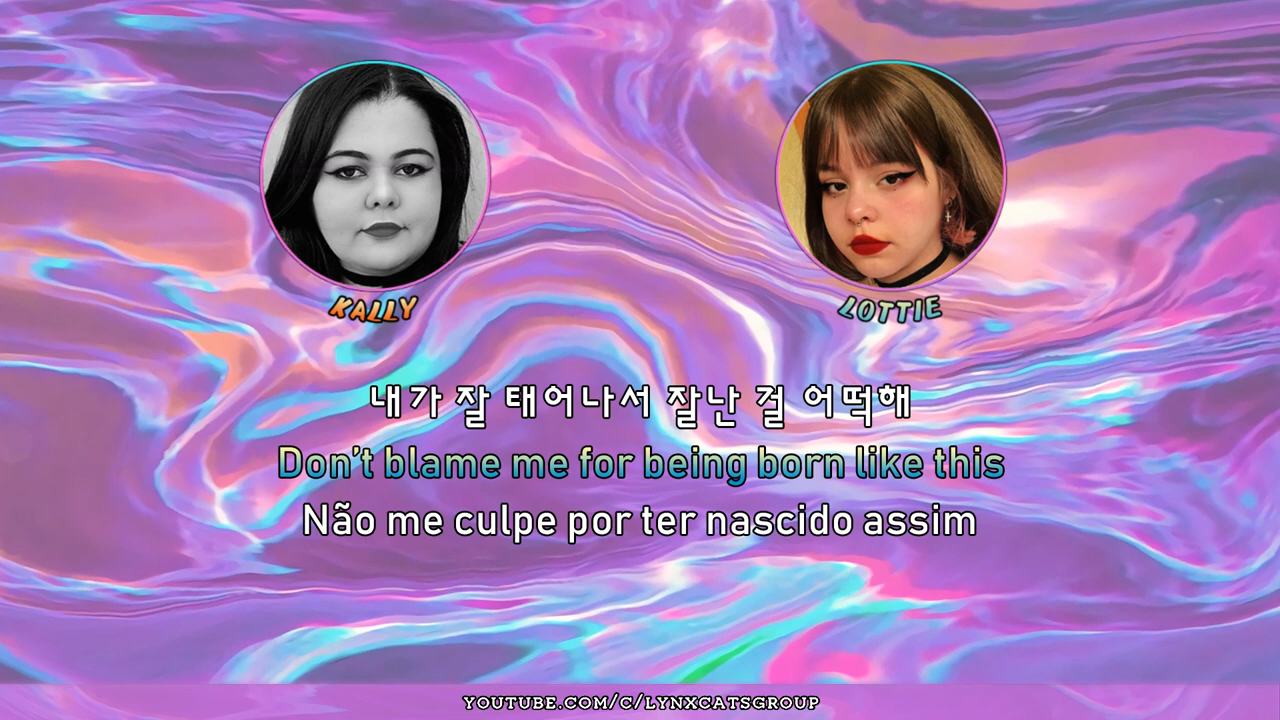 KALLY
LOTTIE
내가 잘 태어나서 잘난 걸 어떡해
Don't blame me for being born like this
Não me culpe por ter nascido assim
YOUTUBE.COM/C/LYNXCATSGROUP